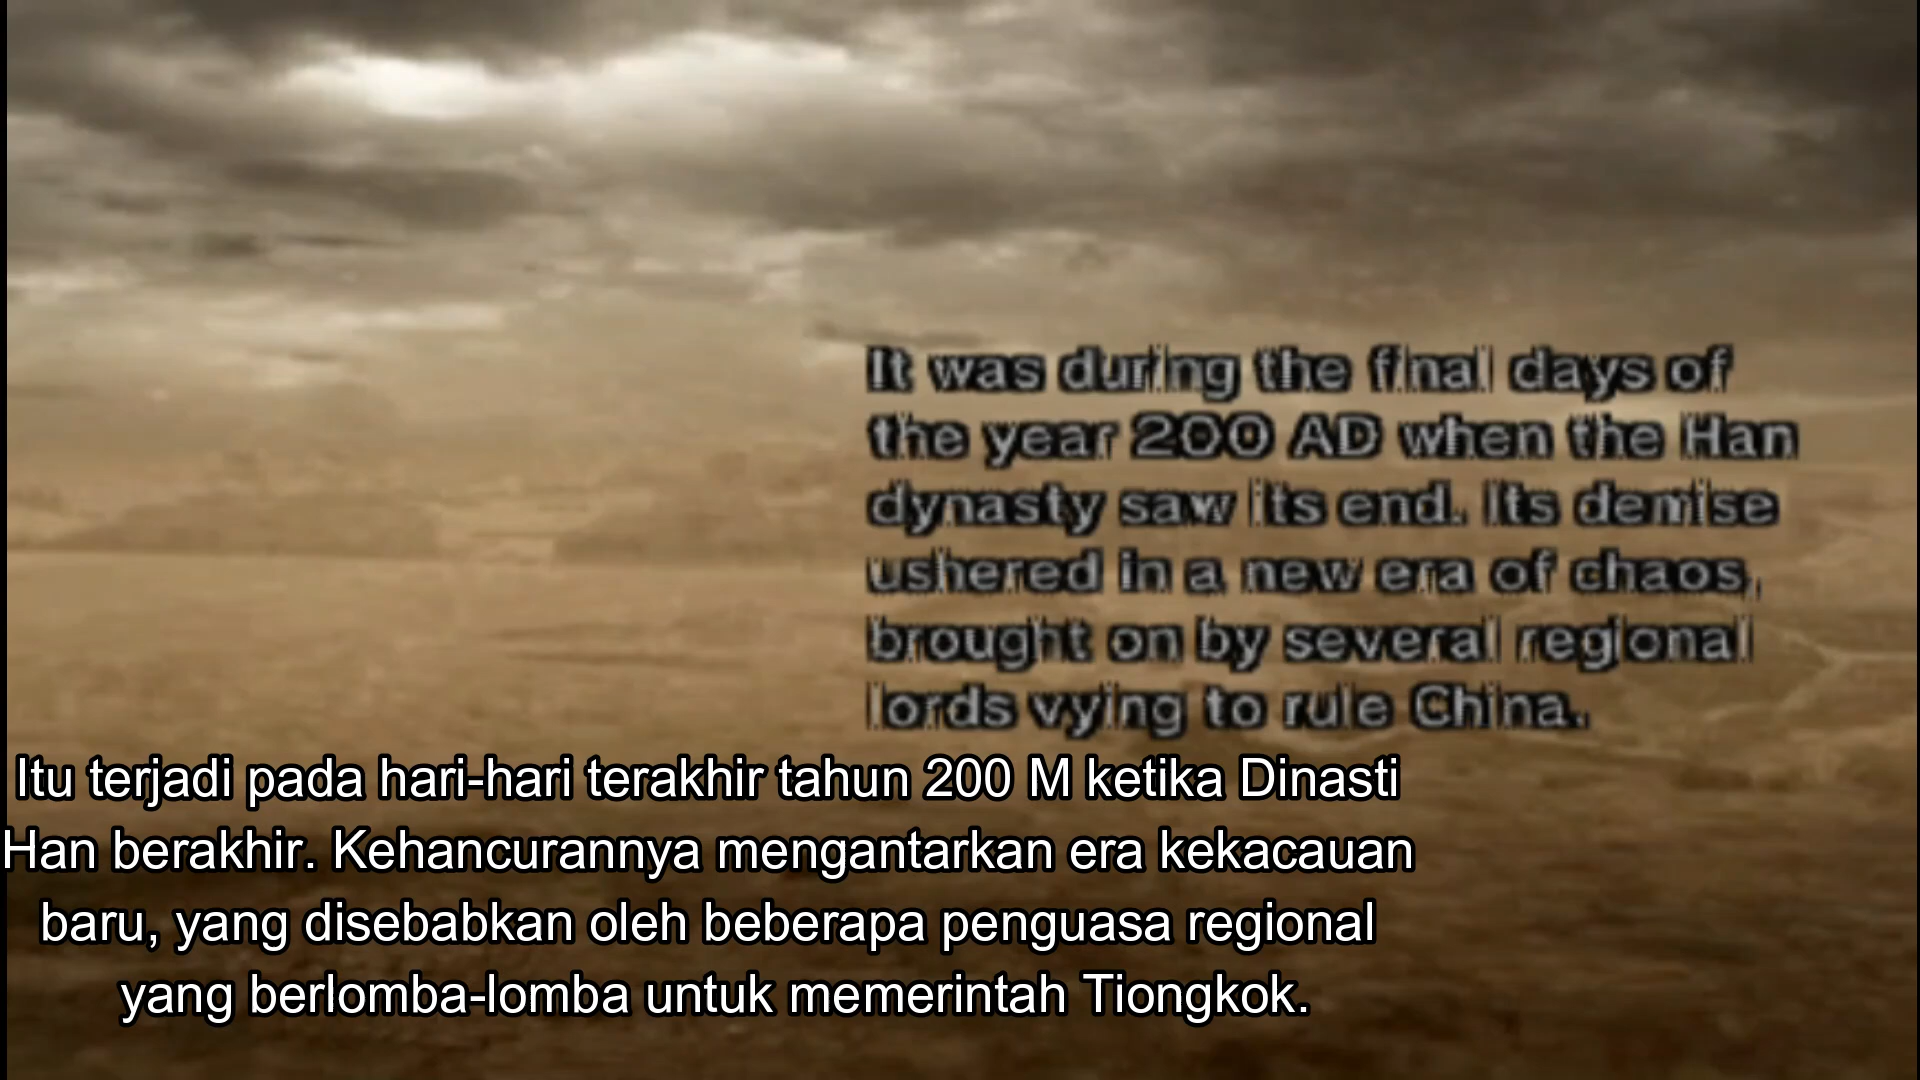 It was during the final days of
the year 200 AD when the Han
dynasty saw its end. Its demise
ushered in a new era of chaos,
brought on by several regional
lords vying to rule China.
Itu terjadi pada hari-hari terakhir tahun 200 M ketika Dinasti
Han berakhir. Kehancurannya mengantarkan era kekacauan
baru, yang disebabkan oleh beberapa penguasa regional
yang berlomba-lomba untuk memerintah Tiongkok.